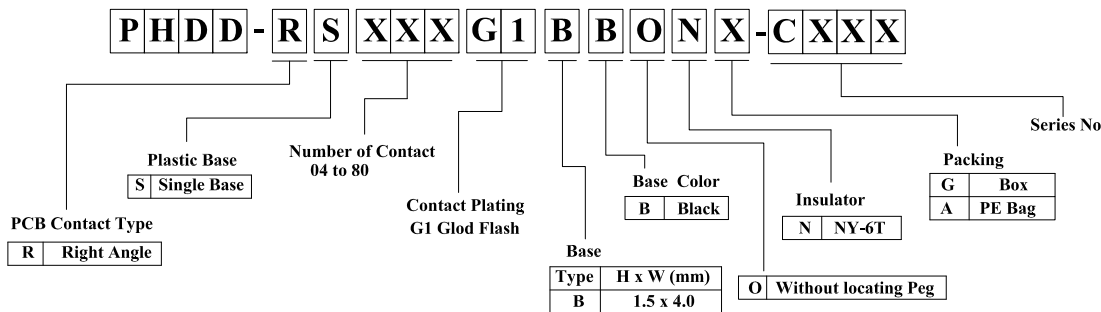 PHDD-RSXXXG1BBONX-CXXX
Series No
Plastic Base
S Single Base
Number of Contact
04 to 80
Packing
G Box
A PE Bag
Base Color
B Black
Insulator
N NY-6T
Contact Plating
G1 Glod Flash
PCB Contact Type
R Right Angle
Base
Type H x W (mm)
B 1.5 x 4.0
O Without locating Peg